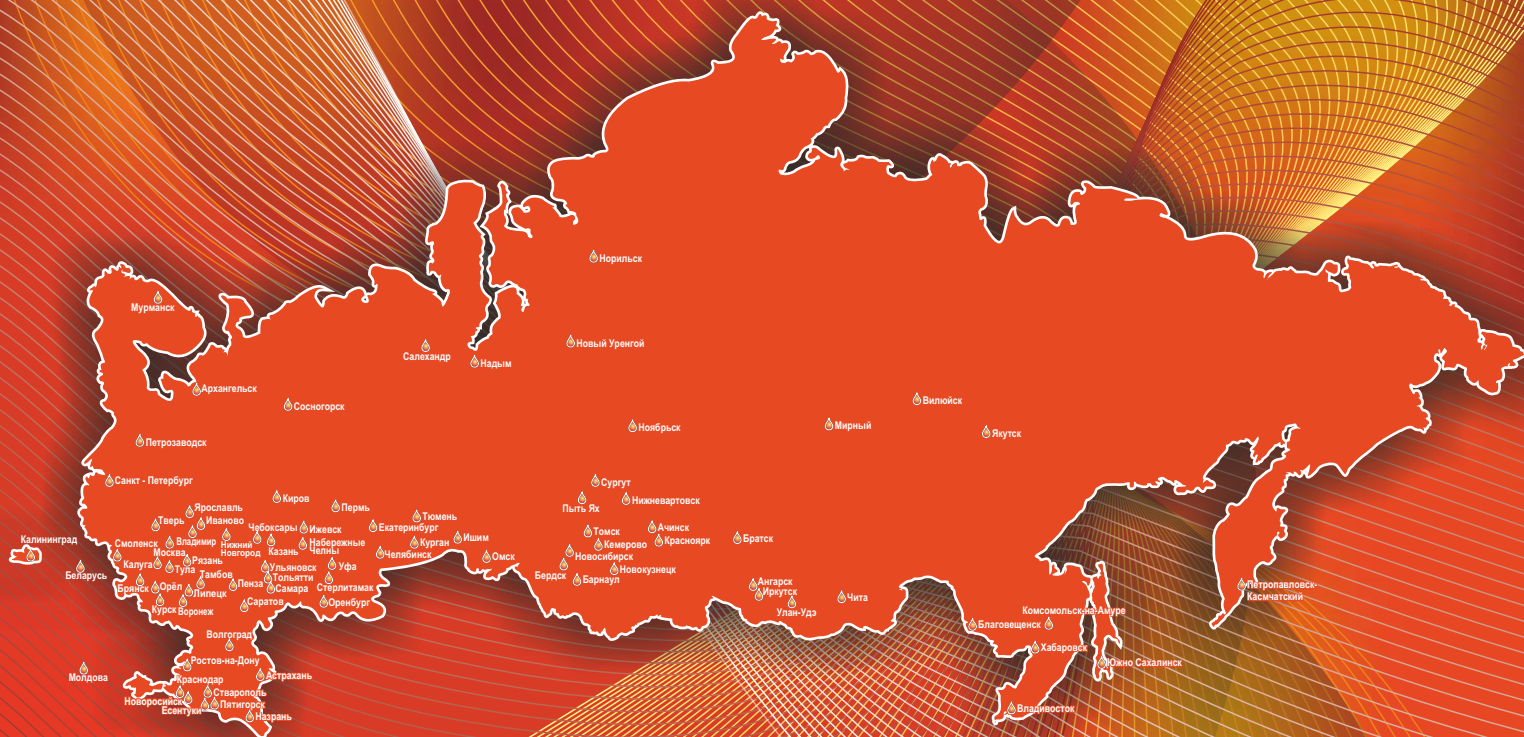 Норильск
Мурманск
Новый Уренгой
Салехандр
Надым
Архангельск
Сосногорск
Вилюйск
Ноябрьск
Мирный
Якутск
Петрозаводск
Санкт - Петербург
Сургут
Киров
Нижневартовск
Пермь
Пыть Ях
Ярославль
Тверь
Иваново
Тюмень
Чебоксары
Ижевск
Екатеринбург
Ачинск
Томск
Калининград
Смоленск
Владимир
Нижний
Новгород
Набережные
Челны
Курган
Ишим
Кемерово
Красноярк
Братск
Москва
Казань
Челябинск
Омск
Новосибирск
Калуга
Рязань
Беларусь
Тула
Ульяновск
Уфа
Новокузнецк
Тамбов
Тольятти
Бердск
Барнаул
Брянск
Орёл
Липецк
Пенза
Самара
Стерлитамак
Ангарск
Иркутск
Петропавловск-
Касмчатский
Курск
Воронеж
Саратов
Оренбург
Улан-Удэ
Чита
Комсомольск-на-Амуре
Благовещенск
Волгоград
Хабаровск
Ростов-на-Дону
Южно Сахалинск
Молдова
Краснодар
Астрахань
Стварополь
Новоросийск
Есентуки
Пятигорск
Назрань
Владивосток